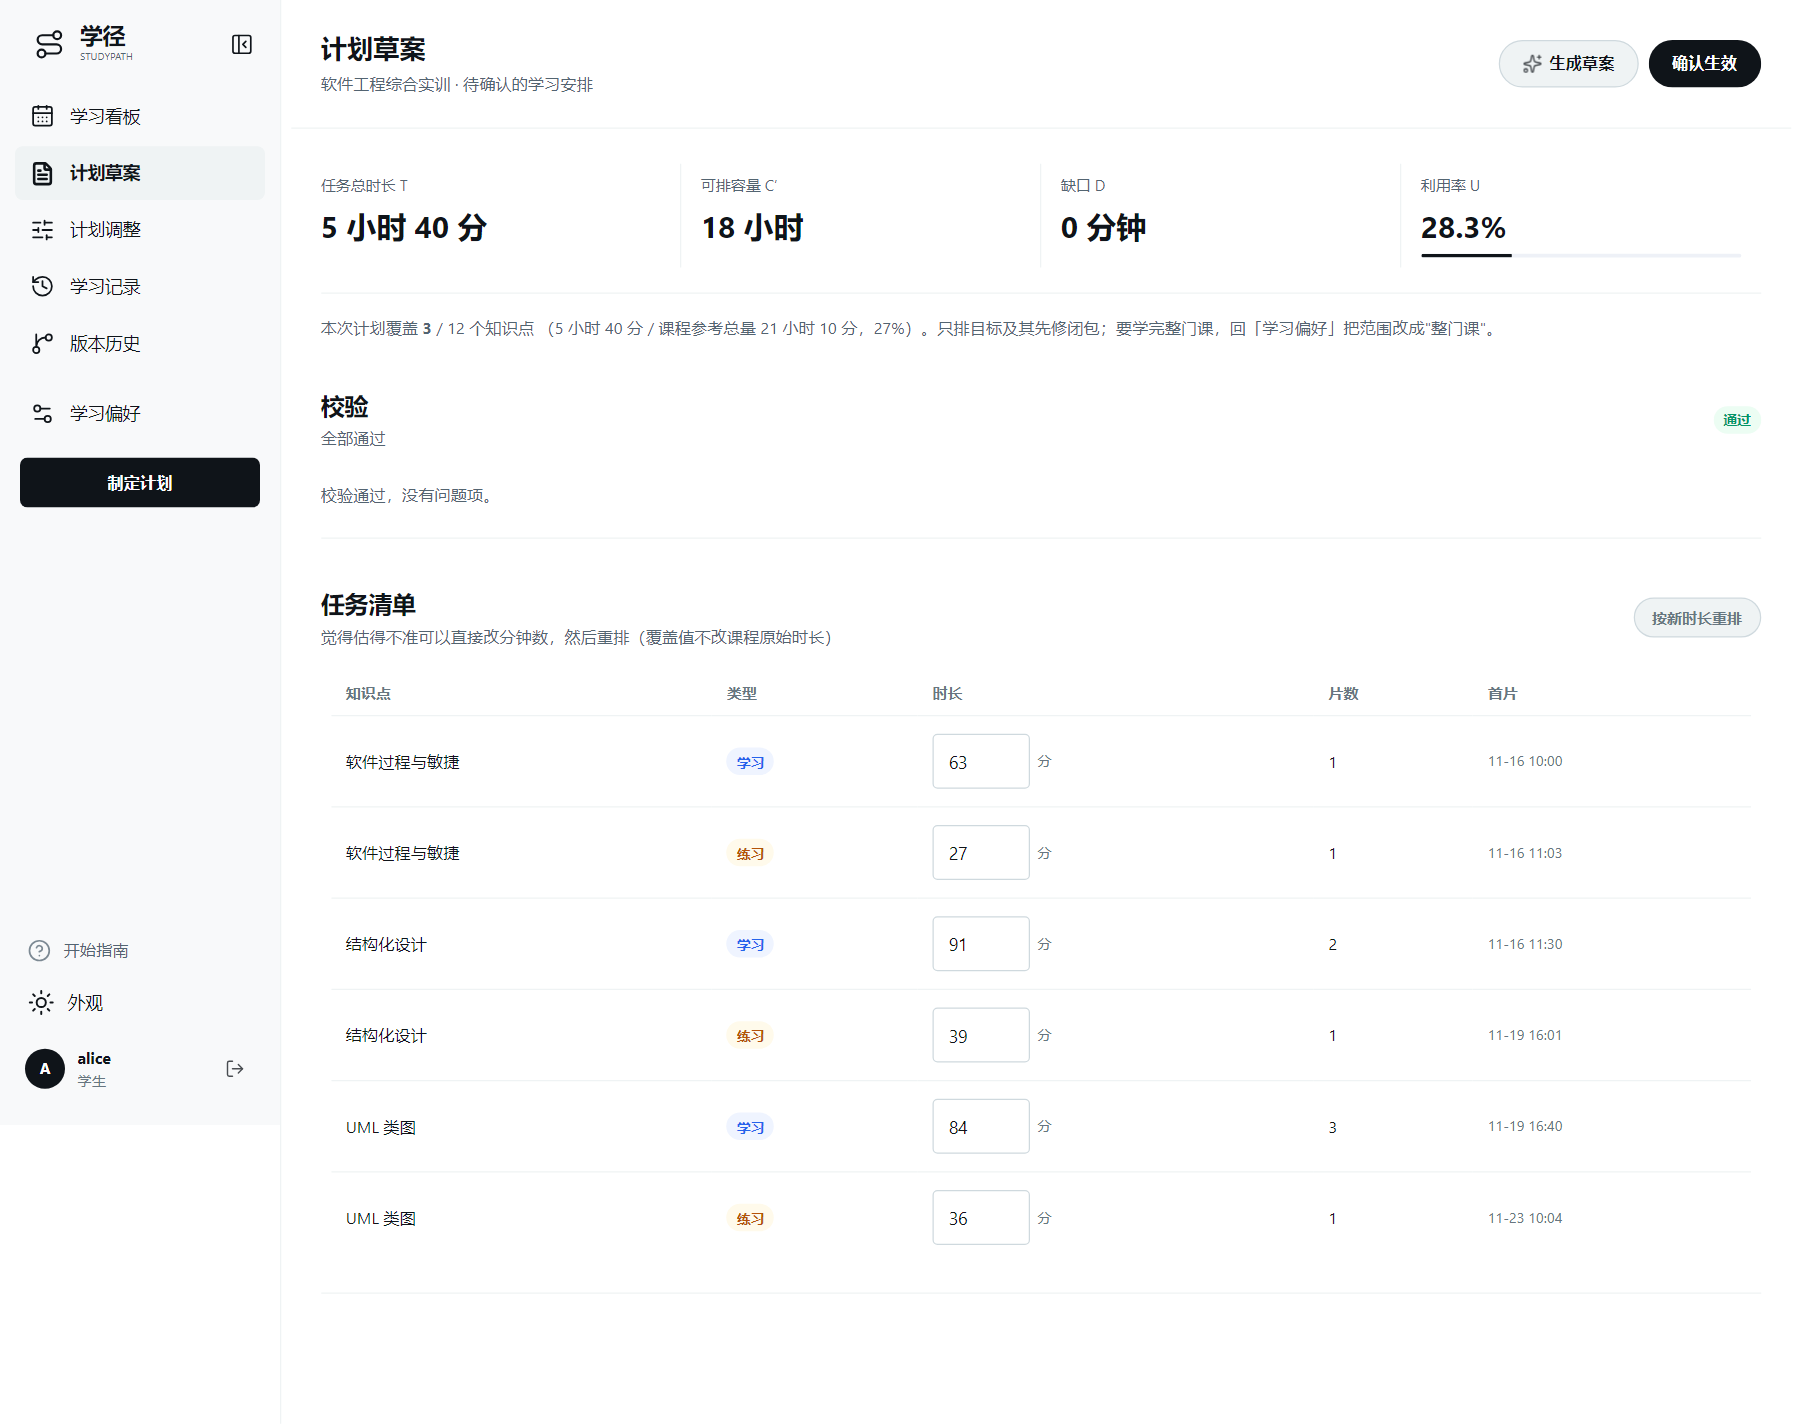 学径
STUDYPATH
学习看板
计划草案
计划调整
学习记录
版本历史
学习偏好
制定计划
开始指南
外观
A
alice
学生
计划草案
软件工程综合实训 · 待确认的学习安排
生成草案
确认生效
任务总时长 T
5 小时 40 分
可排容量 C′
18 小时
缺口 D
0 分钟
利用率 U
28.3%
本次计划覆盖 3 / 12 个知识点 （5 小时 40 分 / 课程参考总量 21 小时 10 分，27%）。只排目标及其先修闭包；要学完整门课，回「学习偏好」把范围改成"整门课"。
校验
全部通过
通过
校验通过，没有问题项。
任务清单
觉得估得不准可以直接改分钟数，然后重排（覆盖值不改课程原始时长）
按新时长重排
知识点 类型 时长 片数 首片
软件过程与敏捷 学习 63 分 1 11-16 10:00
软件过程与敏捷 练习 27 分 1 11-16 11:03
结构化设计 学习 91 分 2 11-16 11:30
结构化设计 练习 39 分 1 11-19 16:01
UML 类图 学习 84 分 3 11-19 16:40
UML 类图 练习 36 分 1 11-23 10:04